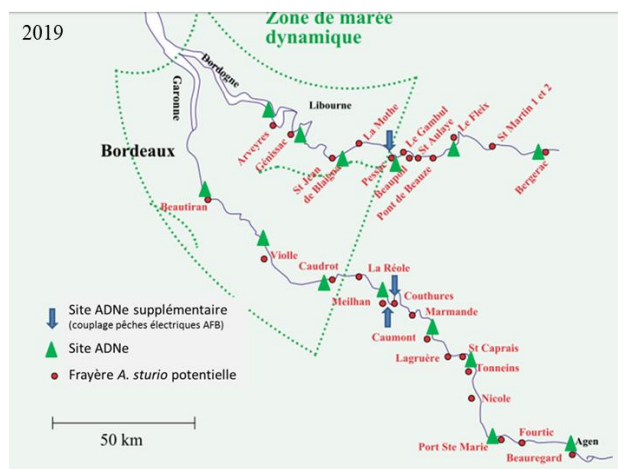 2019
Zone de marée
dynamique
Dordogne
Garonne
Libourne
Bordeaux
Arveyres
Génissac
St Jean
de Blaignac
La Mothe
Pessac
Le Gambul
Beaupoil
St Aulaye
Pont de Beauze
Le Fleix
St Martin 1 et 2
Bergerac
Beautiran
Violle
Caudrot
La Réole
Meilhan
Couthures
Marmande
Caumont
Lagruère
St Caprais
Tonneins
Nicole
Port Ste Marie
Fourtic
Agen
Beauregard
Site ADNe supplémentaire
(couplage pêches électriques AFB)
Site ADNe
Frayère A. sturio potentielle
50 km